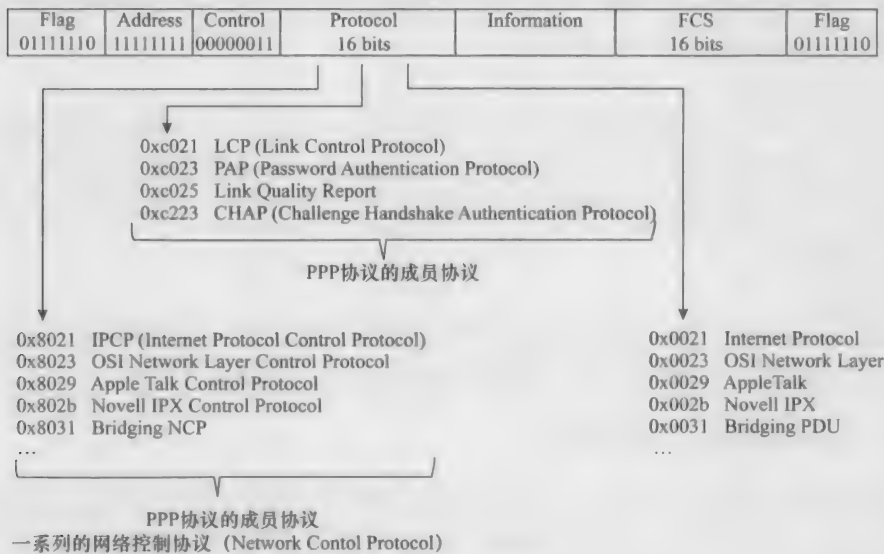 Flag Address Control Protocol Information FCS Flag
01111110 11111111 00000011 16 bits 16 bits 01111110
0xc021 LCP (Link Control Protocol)
0xc023 PAP (Password Authentication Protocol)
0xc025 Link Quality Report
0xc223 CHAP (Challenge Handshake Authentication Protocol)
PPP协议的成员协议
0x8021 IPCP (Internet Protocol Control Protocol)
0x8023 OSI Network Layer Control Protocol
0x8029 Apple Talk Control Protocol
0x802b Novell IPX Control Protocol
0x8031 Bridging NCP
…
0x0021 Internet Protocol
0x0023 OSI Network Layer
0x0029 AppleTalk
0x002b Novell IPX
0x0031 Bridging PDU
…
PPP协议的成员协议
一系列的网络控制协议（Network Contol Protocol）